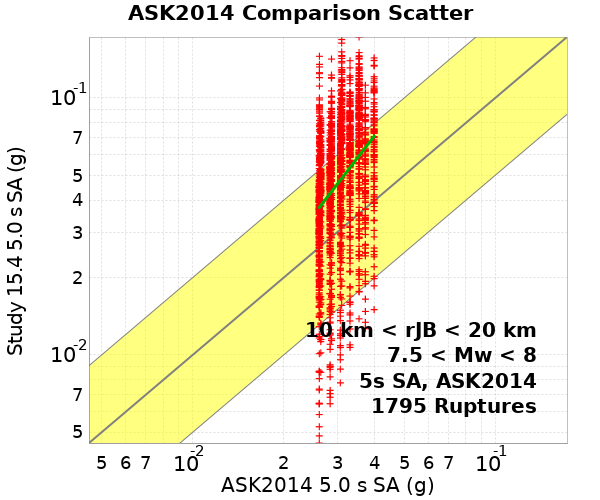 ASK2014 Comparison Scatter
Study 15.4 5.0 s SA (g)
10-1
7
5
4
3
2
10-2
7
5
10 km < rJB < 20 km
7.5 < Mw < 8
5s SA, ASK2014
1795 Ruptures
5 6 7 10-2 2 3 4 5 6 7 10-1
ASK2014 5.0 s SA (g)